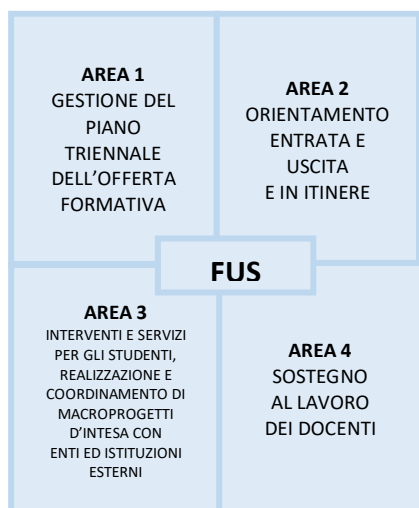 AREA 1
GESTIONE DEL
PIANO
TRIENNALE
DELL’OFFERTA
FORMATIVA
AREA 2
ORIENTAMENTO
ENTRATA E
USCITA
E IN ITINERE
FUS
AREA 3
INTERVENTI E SERVIZI
PER GLI STUDENTI,
REALIZZAZIONE E
COORDINAMENTO DI
MACROPROGETTI
D’INTESA CON
ENTI ED ISTITUZIONI
ESTERNI
AREA 4
SOSTEGNO
AL LAVORO
DEI DOCENTI